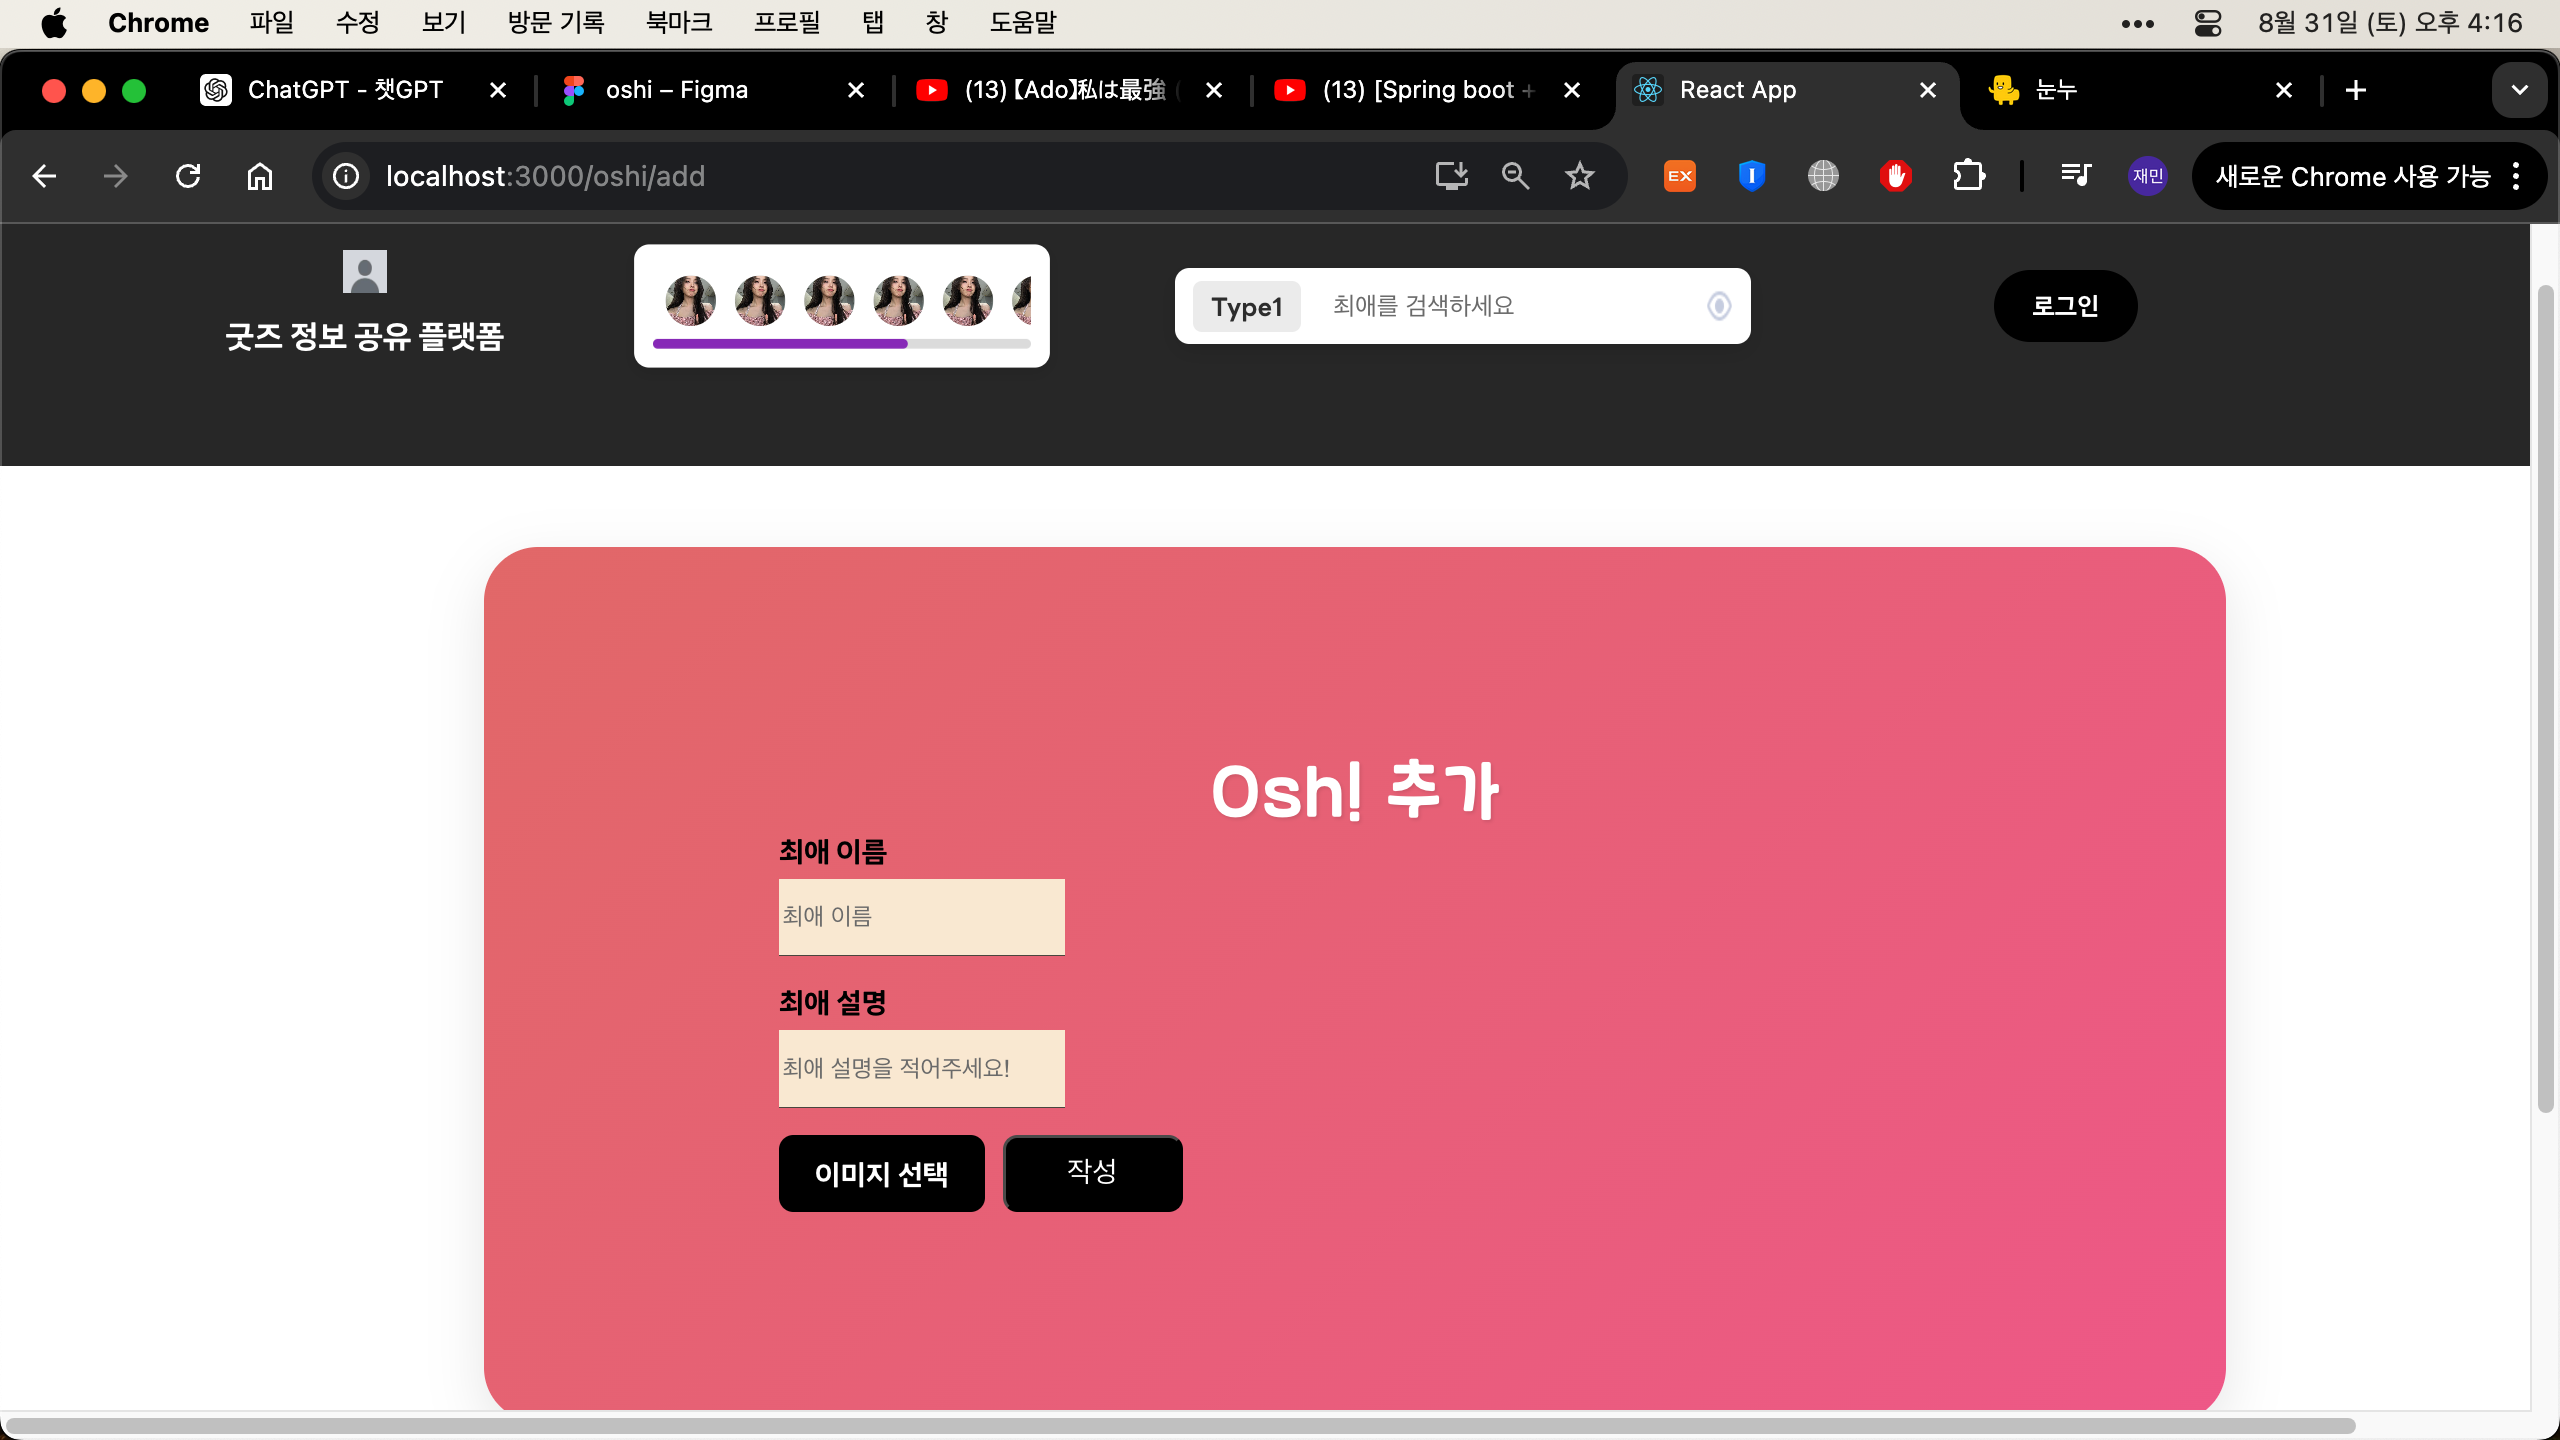 Chrome 파일 수정 보기 방문 기록 북마크 프로필 탭 창 도움말 8월 31일 (토) 오후 4:16
ChatGPT - 챗GPT oshi – Figma (13)【Ado】私は最強 ( (13) [Spring boot + React App 눈누
localhost:3000/oshi/add EX 재민 새로운 Chrome 사용 가능
굿즈 정보 공유 플랫폼
Type1 최애를 검색하세요
로그인
Osh! 추가
최애 이름
최애 이름
최애 설명
최애 설명을 적어주세요!
이미지 선택 작성